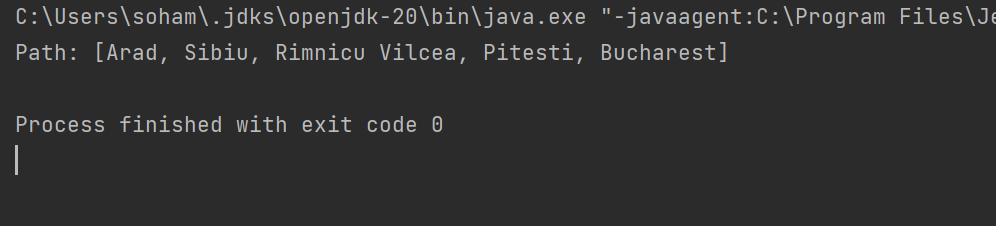 C:\Users\soham\.jdks\openjdk-20\bin\java.exe "-javaagent:C:\Program Files\Je
Path: [Arad, Sibiu, Rimnicu Vilcea, Pitesti, Bucharest]
Process finished with exit code 0